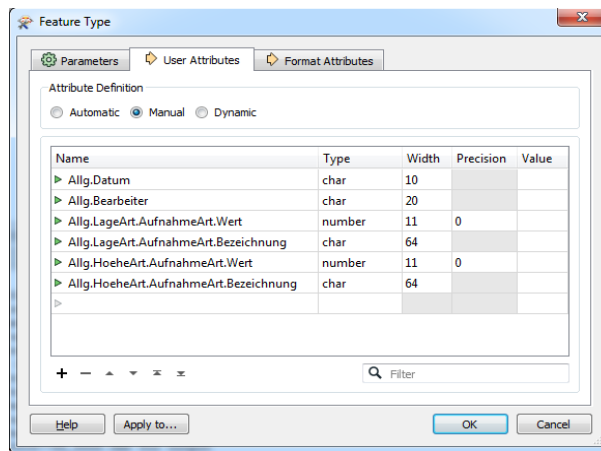 Feature Type
Parameters User Attributes Format Attributes
Attribute Definition
Automatic Manual Dynamic
Name Type Width Precision Value
Allg.Datum char 10
Allg.Bearbeiter char 20
Allg.LageArt.AufnahmeArt.Wert number 11 0
Allg.LageArt.AufnahmeArt.Bezeichnung char 64
Allg.HoeheArt.AufnahmeArt.Wert number 11 0
Allg.HoeheArt.AufnahmeArt.Bezeichnung char 64
Filter
Help Apply to... OK Cancel